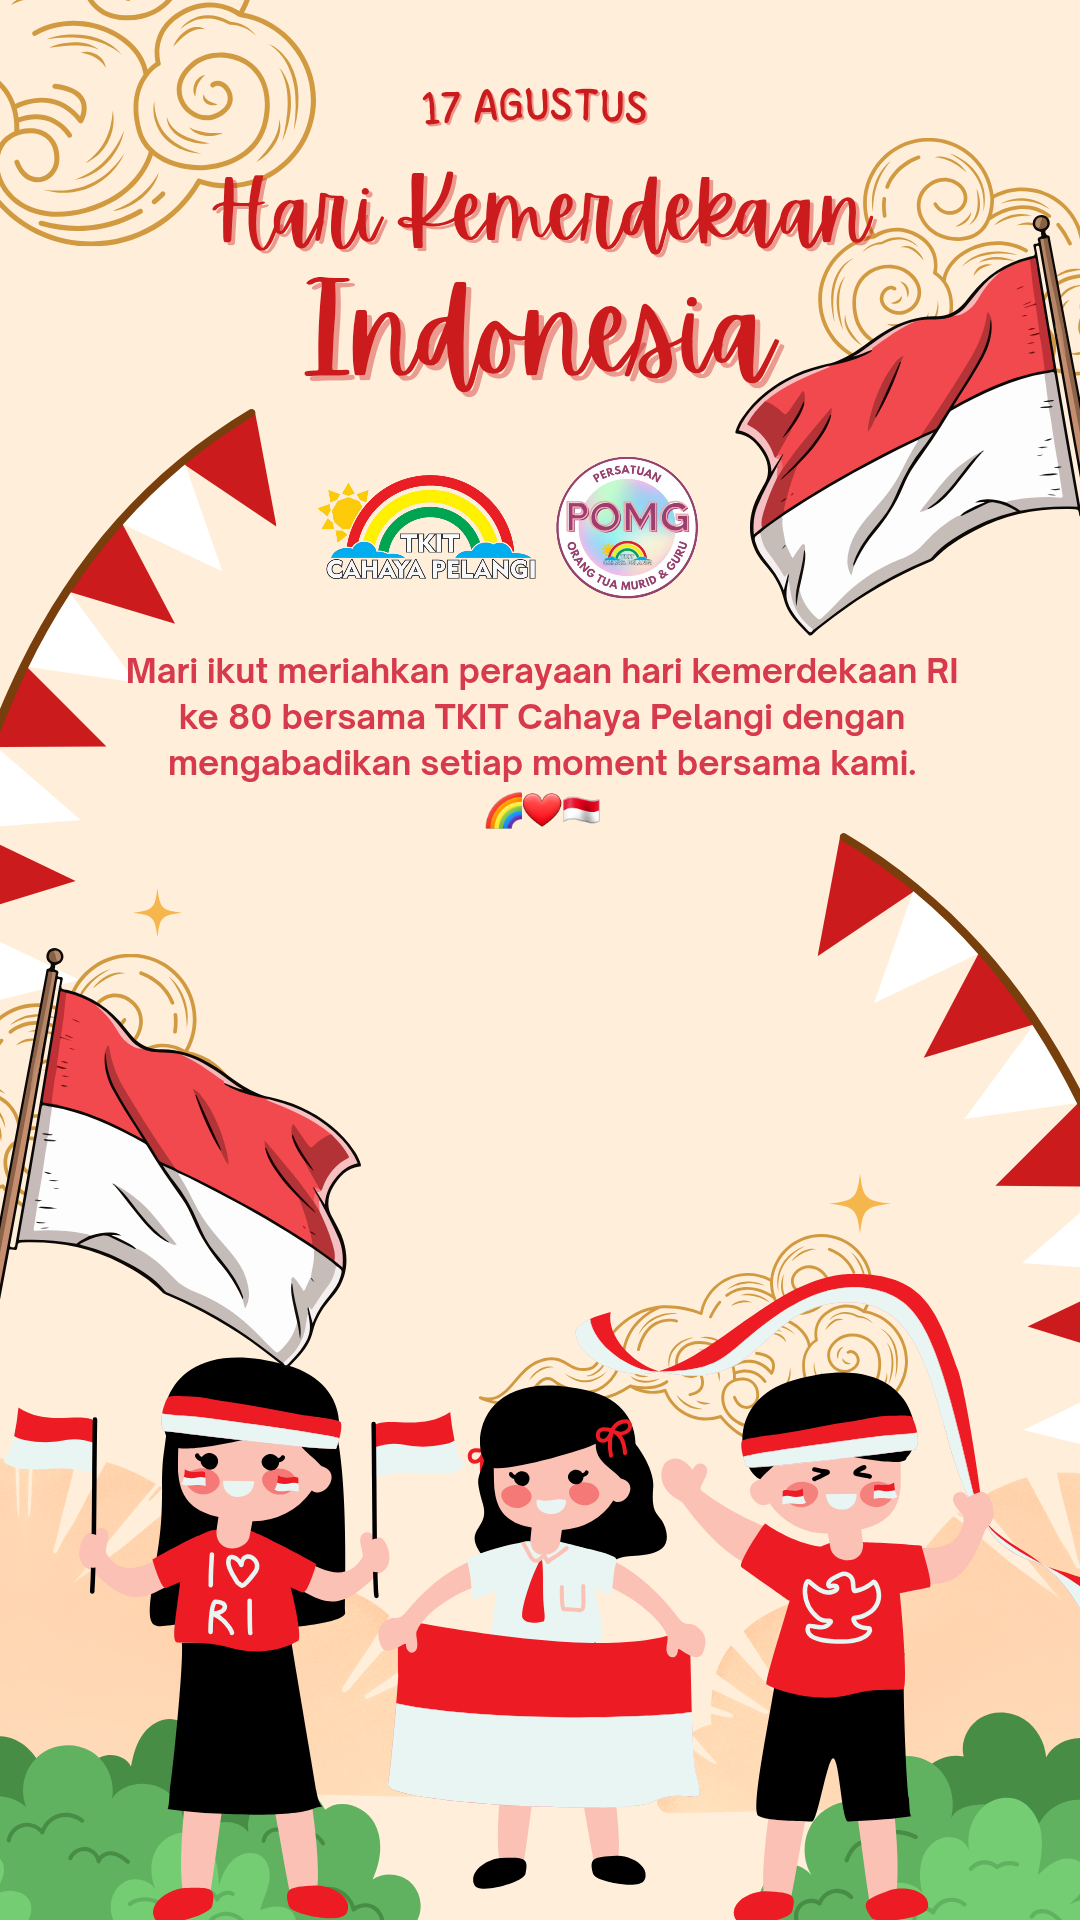 17 AGUSTUS
Hari Kemerdekaan
Indonesia
TKIT
CAHAYA PELANGI
PERSATUAN
POMG
ORANG TUA MURID & GURU
Mari ikut meriahkan perayaan hari kemerdekaan RI
ke 80 bersama TKIT Cahaya Pelangi dengan
mengabadikan setiap moment bersama kami.
🌈❤️🇮🇩
I ♡
RI